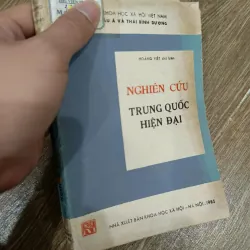 KHOA HỌC XÃ HỘI VIỆT NAM
Á VÀ THÁI BÌNH DƯƠNG
NGHIÊN CỨU
TRUNG QUỐC
HIỆN ĐẠI
NHÀ XUẤT BẢN KHOA HỌC XÃ HỘI - HÀ NỘI,